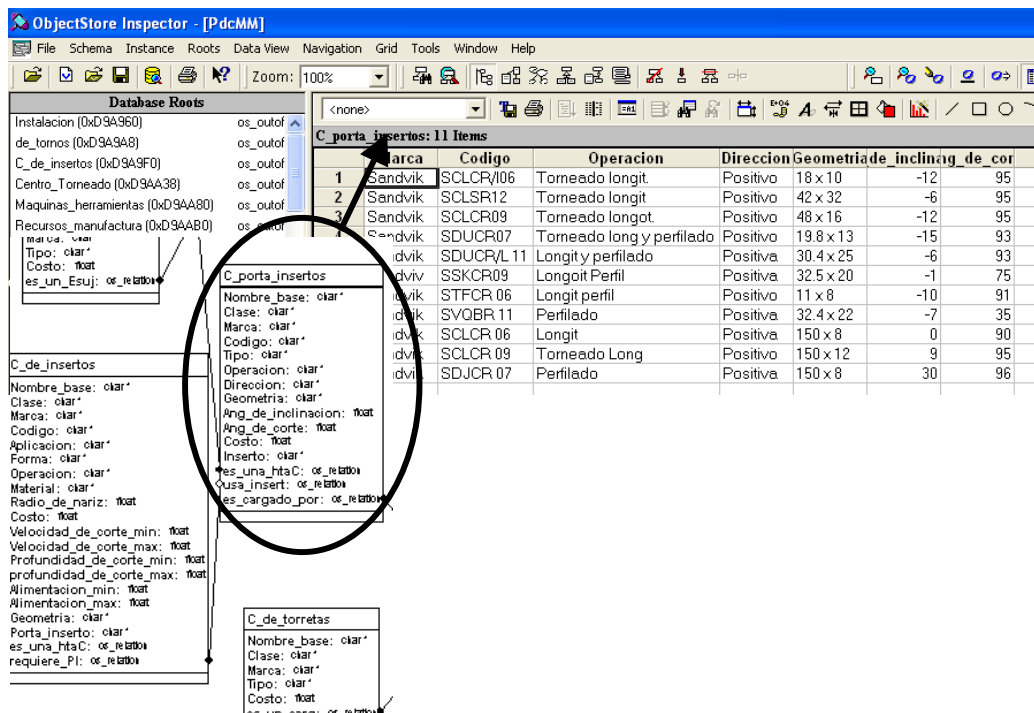 ObjectStore Inspector - [PdcMM]
File Schema Instance Roots Data View Navigation Grid Tools Window Help
Zoom: 100%
Database Roots
Instalacion (0xD9A960) os_outof
de_tornos (0xD9A9A8) os_outof
C_de_insertos (0xD9A9F0) os_outof
Centro_Torneado (0xD9AA38) os_outof
Maquinas_herramientas (0xD9AA80) os_outof
Recursos_manufactura (0xD9AAB0) os_outof
<none>
C_porta_insertos: 11 Items
Marca Codigo Operacion Direccion Geometria de_inclina ng_de_cor
1 Sandvik SCLCR/I06 Torneado longit. Positivo 18 x 10 -12 95
2 Sandvik SCLSR12 Torneado longit Positivo 42 x 32 -6 95
3 Sandvik SCLCR09 Torneado longot. Positivo 48 x 16 -12 95
Sandvik SDUCR07 Torneado long y perfilado Positivo 19.8 x 13 -15 93
SDUCR/L 11 Longit y perfilado Positivo 30.4 x 25 -6 93
SSKCR09 Longoit Perfil Positivo 32.5 x 20 -1 75
STFCR 06 Longit perfil Positivo 11 x 8 -10 91
SVQBR 11 Perfilado Positivo 32.4 x 22 -7 35
SCLCR 06 Longit Positiva 150 x 8 0 90
SCLCR 09 Torneado Long Positiva 150 x 12 9 95
SDJCR 07 Perfilado Positiva 150 x 8 30 96
Marca: char*
Tipo: char*
Costo: float
es_un_Esuj: os_relation
C_porta_insertos
Nombre_base: char*
Clase: char*
Marca: char*
Codigo: char*
Tipo: char*
Operacion: char*
Direccion: char*
Geometria: char*
Ang_de_inclinacion: float
Ang_de_corte: float
Costo: float
Inserto: char*
es_una_htaC: os_relation
usa_insert: os_relation
es_cargado_por: os_relation
C_de_insertos
Nombre_base: char*
Clase: char*
Marca: char*
Codigo: char*
Aplicacion: char*
Forma: char*
Operacion: char*
Material: char*
Radio_de_nariz: float
Costo: float
Velocidad_de_corte_min: float
Velocidad_de_corte_max: float
Profundidad_de_corte_min: float
profundidad_de_corte_max: float
Alimentacion_min: float
Alimentacion_max: float
Geometria: char*
Porta_inserto: char*
es_una_htaC: os_relation
requiere_PI: os_relation
C_de_torretas
Nombre_base: char*
Clase: char*
Marca: char*
Tipo: char*
Costo: float